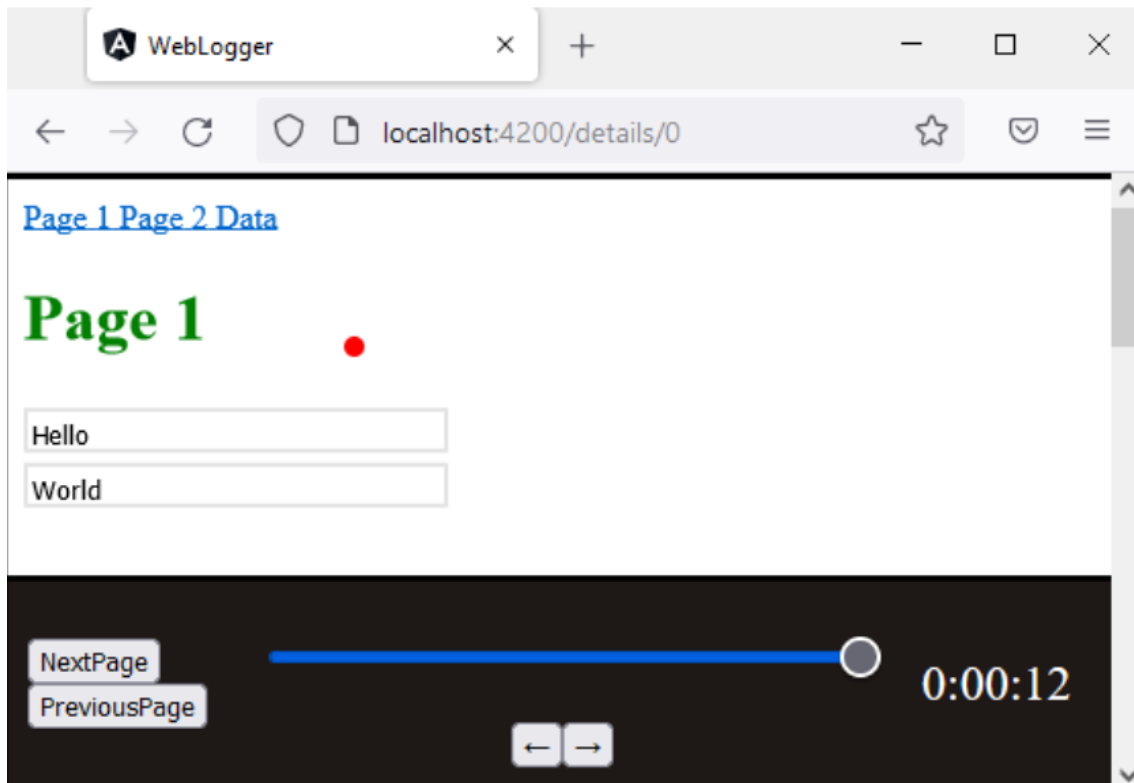 WebLogger
localhost:4200/details/0
Page 1 Page 2 Data
Page 1
Hello
World
NextPage
PreviousPage
0:00:12
← →